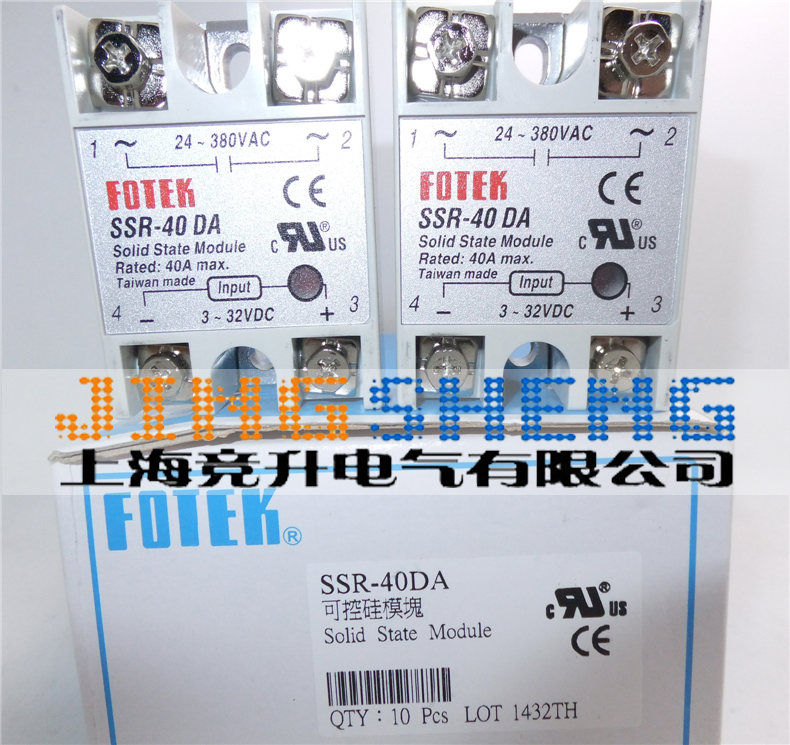 24 ~ 380VAC
1 ~ ~ 2
FOTEK CE
SSR-40 DA
Solid State Module
c RU® US
Rated: 40A max.
Taiwan made
Input
4 − + 3
3 ~ 32VDC
24 ~ 380VAC
1 ~ ~ 2
FOTEK CE
SSR-40 DA
Solid State Module
c RU® US
Rated: 40A max.
Taiwan made
Input
4 − + 3
3 ~ 32VDC
JINGSHENG
上海竞升电气有限公司
FOTEK®
SSR-40DA
可控硅模塊
Solid State Module
c RU® us
CE
QTY：10 Pcs LOT 1432TH